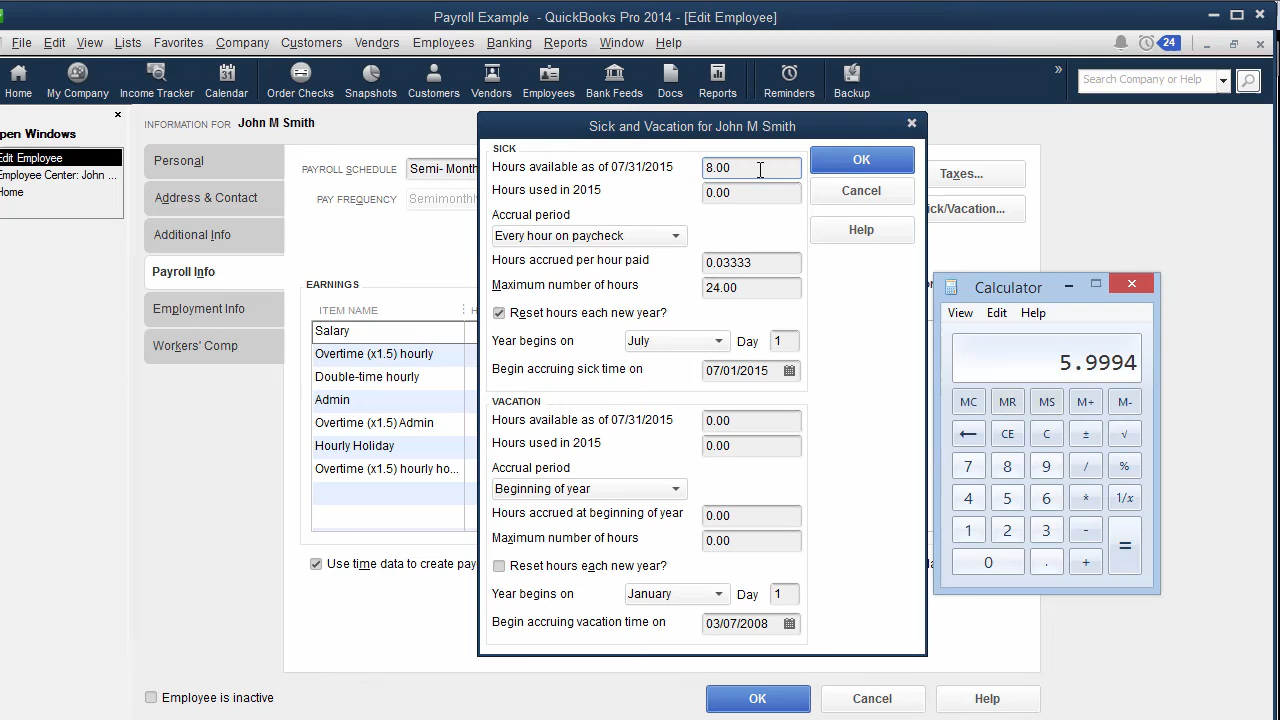 Payroll Example - QuickBooks Pro 2014 - [Edit Employee]
File Edit View Lists Favorites Company Customers Vendors Employees Banking Reports Window Help
24
Home My Company Income Tracker Calendar Order Checks Snapshots Customers Vendors Employees Bank Feeds Docs Reports Reminders Backup
31
Search Company or Help
pen Windows
Edit Employee
Employee Center: John ...
Home
INFORMATION FOR John M Smith
Personal
Address & Contact
Additional Info
Payroll Info
Employment Info
Workers' Comp
PAYROLL SCHEDULE Semi- Month
PAY FREQUENCY Semimonthl
EARNINGS
ITEM NAME
Salary
Overtime (x1.5) hourly
Double-time hourly
Admin
Overtime (x1.5) Admin
Hourly Holiday
Overtime (x1.5) hourly ho...
Use time data to create pay
Taxes...
ck/Vacation...
Sick and Vacation for John M Smith
SICK
Hours available as of 07/31/2015 8.00
Hours used in 2015 0.00
Accrual period
Every hour on paycheck
Hours accrued per hour paid 0.03333
Maximum number of hours 24.00
Reset hours each new year?
Year begins on July Day 1
Begin accruing sick time on 07/01/2015
VACATION
Hours available as of 07/31/2015 0.00
Hours used in 2015 0.00
Accrual period
Beginning of year
Hours accrued at beginning of year 0.00
Maximum number of hours 0.00
Reset hours each new year?
Year begins on January Day 1
Begin accruing vacation time on 03/07/2008
OK
Cancel
Help
Calculator
View Edit Help
5.9994
MC MR MS M+ M-
← CE C ± √
7 8 9 / %
4 5 6 * 1/x
1 2 3 - =
0 . +
Employee is inactive
OK Cancel Help